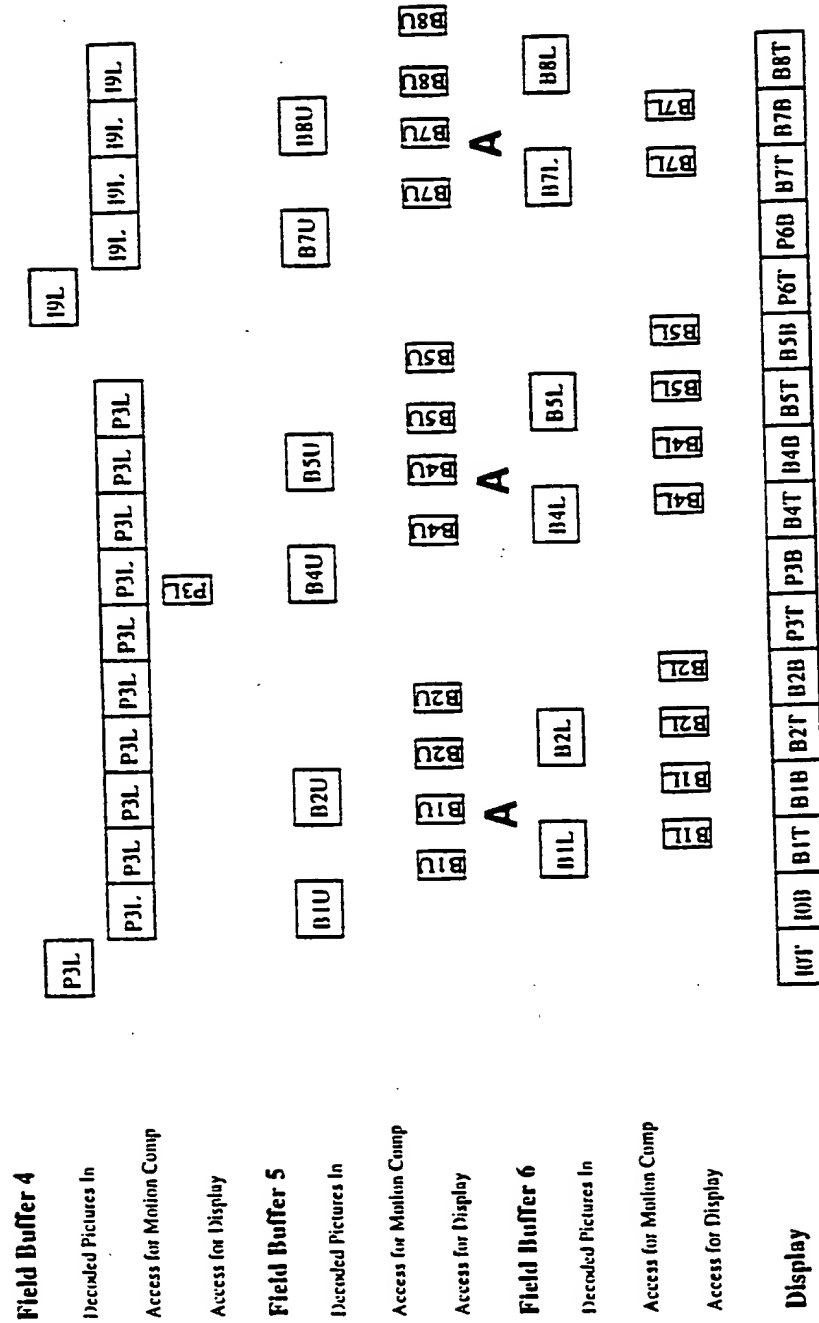 Field Buffer 4
Decoded Pictures In
P3L I9L
Access for Motion Comp
P3L P3L P3L P3L P3L P3L P3L P3L P3L P3L I9L I9L I9L I9L
Access for Display
P3L
Field Buffer 5
Decoded Pictures In
B1U B2U B4U B5U B7U B8U
Access for Motion Comp
Access for Display
B1U B1U B2U B2U B4U B4U B5U B5U B7U B7U B8U B8U
A A A
Field Buffer 6
Decoded Pictures In
B1L B2L B4L B5L B7L B8L
Access for Motion Comp
Access for Display
B1L B1L B2L B2L B4L B4L B5L B5L B7L B7L
Display
I0T I0B B1T B1B B2T B2B P3T P3B B4T B4B B5T B5B P6T P6B B7T B7B B8T